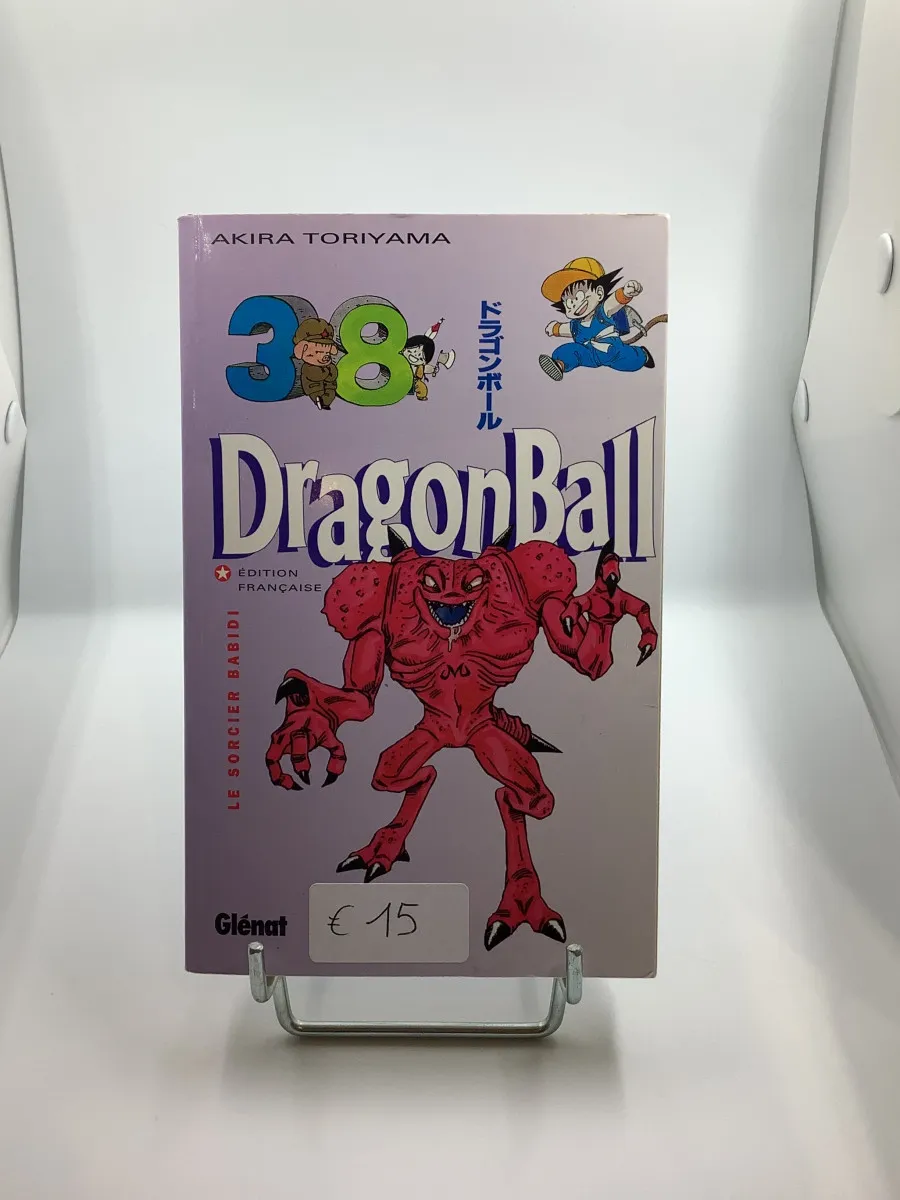 AKIRA TORIYAMA
38
ドラゴンボール
DragonBall
ÉDITION
FRANÇAISE
LE SORCIER BABIDI
Glénat
€ 15